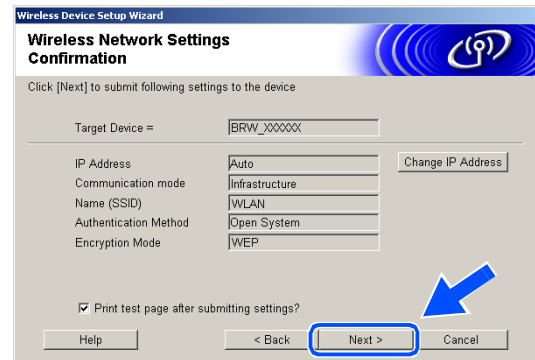 Wireless Device Setup Wizard
Wireless Network Settings
Confirmation
Click [Next] to submit following settings to the device
Target Device = BRW_XXXXXX
IP Address Auto Change IP Address
Communication mode Infrastructure
Name (SSID) WLAN
Authentication Method Open System
Encryption Mode WEP
Print test page after submitting settings?
Help < Back Next > Cancel